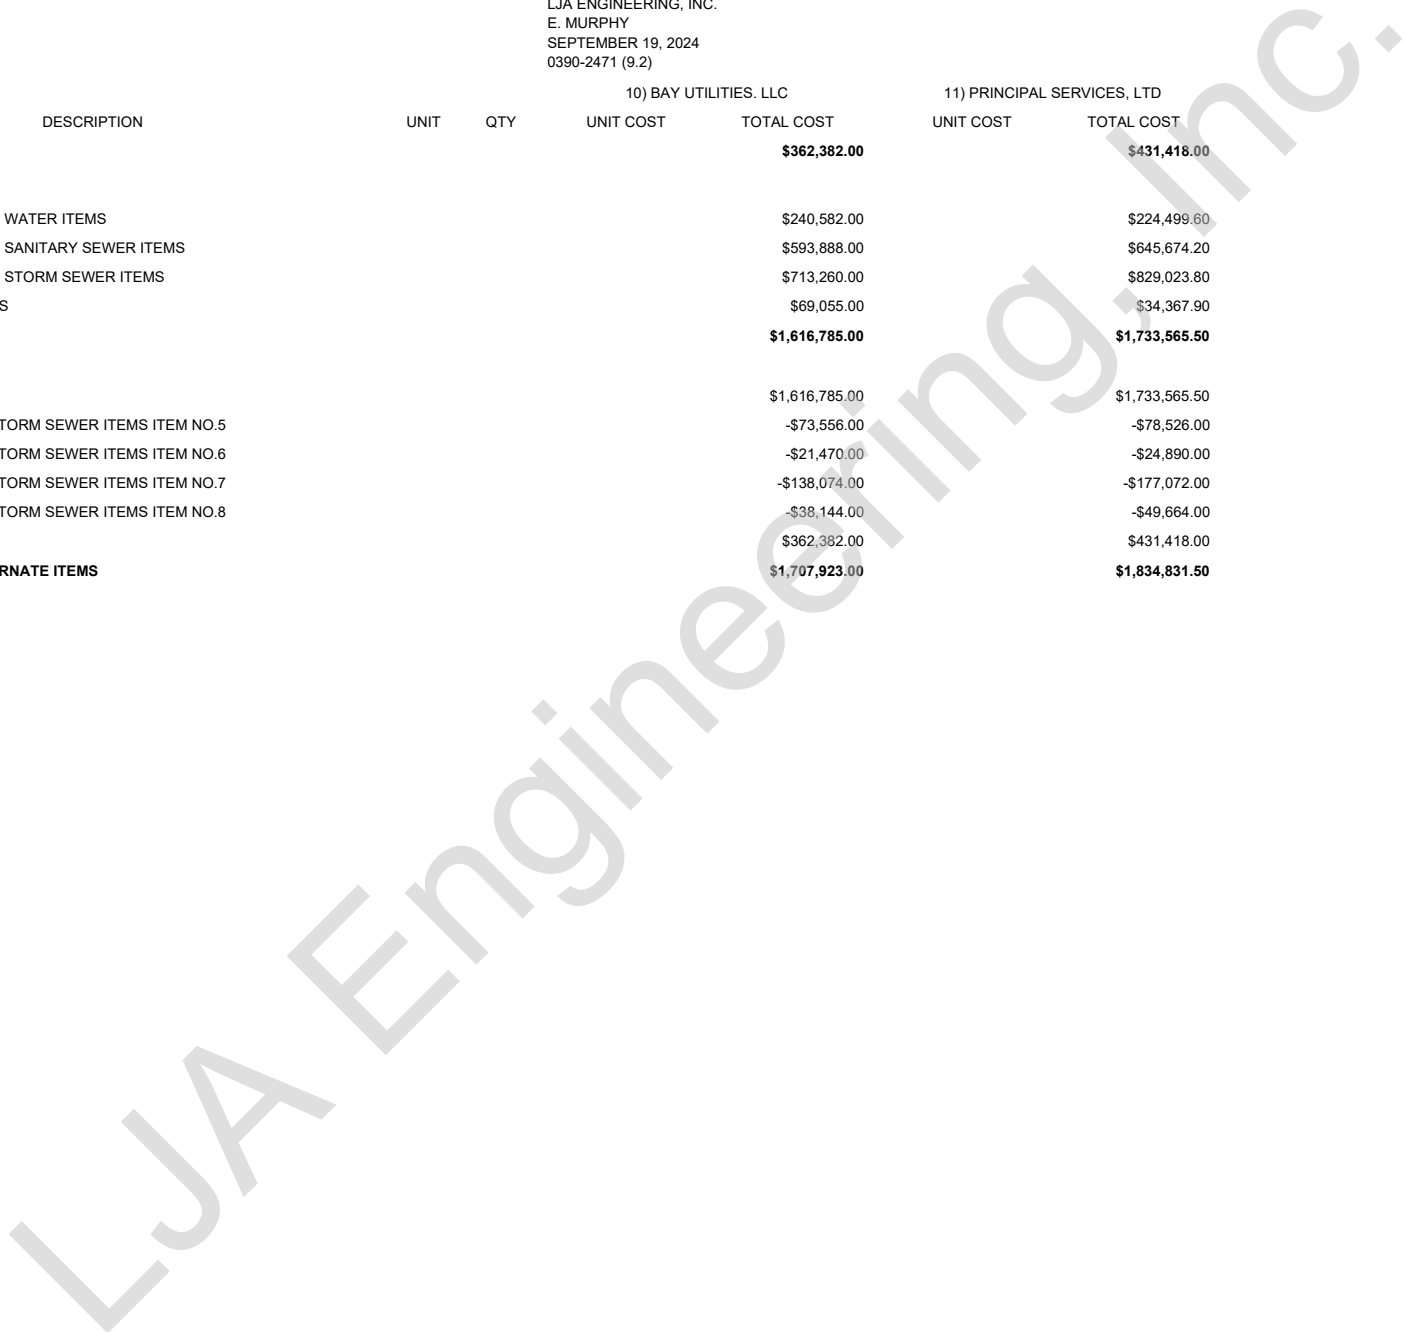 LJA ENGINEERING, INC.
E. MURPHY
SEPTEMBER 19, 2024
0390-2471 (9.2)
10) BAY UTILITIES. LLC 11) PRINCIPAL SERVICES, LTD
DESCRIPTION UNIT QTY UNIT COST TOTAL COST UNIT COST TOTAL COST
$362,382.00 $431,418.00
WATER ITEMS $240,582.00 $224,499.60
SANITARY SEWER ITEMS $593,888.00 $645,674.20
STORM SEWER ITEMS $713,260.00 $829,023.80
S $69,055.00 $34,367.90
$1,616,785.00 $1,733,565.50
$1,616,785.00 $1,733,565.50
TORM SEWER ITEMS ITEM NO.5 -$73,556.00 -$78,526.00
TORM SEWER ITEMS ITEM NO.6 -$21,470.00 -$24,890.00
TORM SEWER ITEMS ITEM NO.7 -$138,074.00 -$177,072.00
TORM SEWER ITEMS ITEM NO.8 -$38,144.00 -$49,664.00
$362,382.00 $431,418.00
RNATE ITEMS $1,707,923.00 $1,834,831.50
LJA Engineering, Inc.